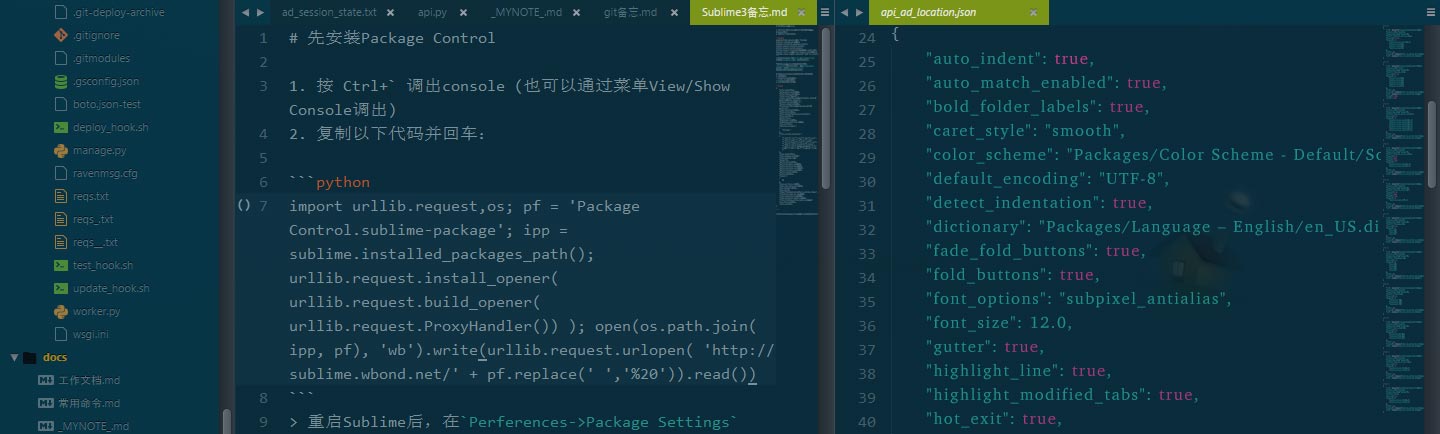 .git-deploy-archive
.gitignore
.gitmodules
.gsconfig.json
boto.json-test
deploy_hook.sh
manage.py
ravenmsg.cfg
reqs.txt
reqs_.txt
reqs__.txt
test_hook.sh
update_hook.sh
worker.py
wsgi.ini
docs
工作文档.md
常用命令.md
_MYNOTE_.md
ad_session_state.txt
api.py
_MYNOTE_.md
git备忘.md
Sublime3备忘.md
1 # 先安装Package Control
2
3 1. 按 Ctrl+` 调出console (也可以通过菜单View/Show
Console调出)
4 2. 复制以下代码并回车:
5
6 ```python
() 7 import urllib.request,os; pf = 'Package
Control.sublime-package'; ipp =
sublime.installed_packages_path();
urllib.request.install_opener(
urllib.request.build_opener(
urllib.request.ProxyHandler()) ); open(os.path.join(
ipp, pf), 'wb').write(urllib.request.urlopen( 'http://
sublime.wbond.net/' + pf.replace(' ','%20')).read())
8 ```
9 > 重启Sublime后, 在`Perferences->Package Settings`
api_ad_location.json
24 {
25 "auto_indent": true,
26 "auto_match_enabled": true,
27 "bold_folder_labels": true,
28 "caret_style": "smooth",
29 "color_scheme": "Packages/Color Scheme - Default/So
30 "default_encoding": "UTF-8",
31 "detect_indentation": true,
32 "dictionary": "Packages/Language – English/en_US.di
33 "fade_fold_buttons": true,
34 "fold_buttons": true,
35 "font_options": "subpixel_antialias",
36 "font_size": 12.0,
37 "gutter": true,
38 "highlight_line": true,
39 "highlight_modified_tabs": true,
40 "hot_exit": true,